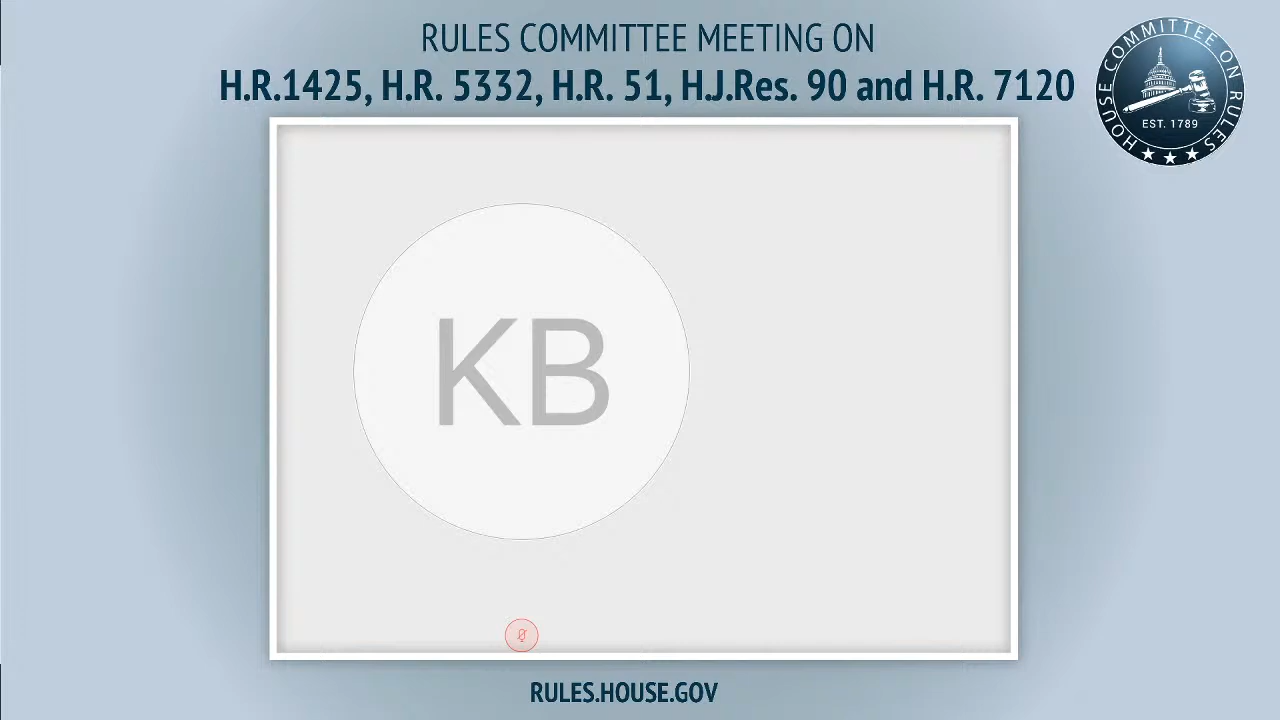 RULES COMMITTEE MEETING ON
H.R.1425, H.R. 5332, H.R. 51, H.J.Res. 90 and H.R. 7120
HOUSE COMMITTEE ON RULES
EST. 1789
KB
RULES.HOUSE.GOV